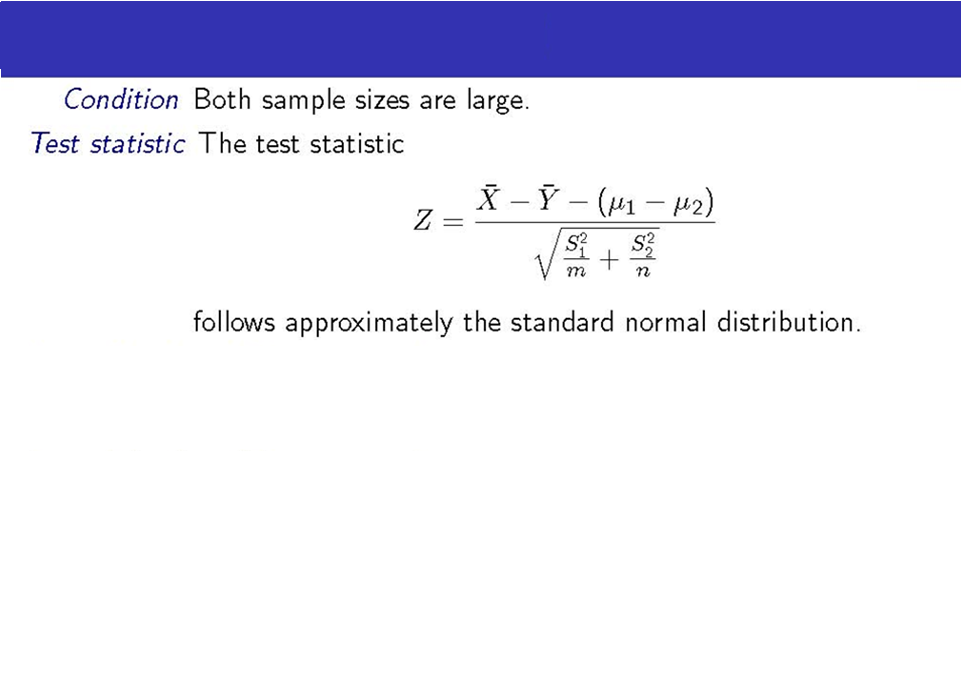 Condition Both sample sizes are large.
Test statistic The test statistic
Z = \frac{\bar{X} - \bar{Y} - (\mu_1 - \mu_2)}{\sqrt{\frac{S_1^2}{m} + \frac{S_2^2}{n}}}
follows approximately the standard normal distribution.